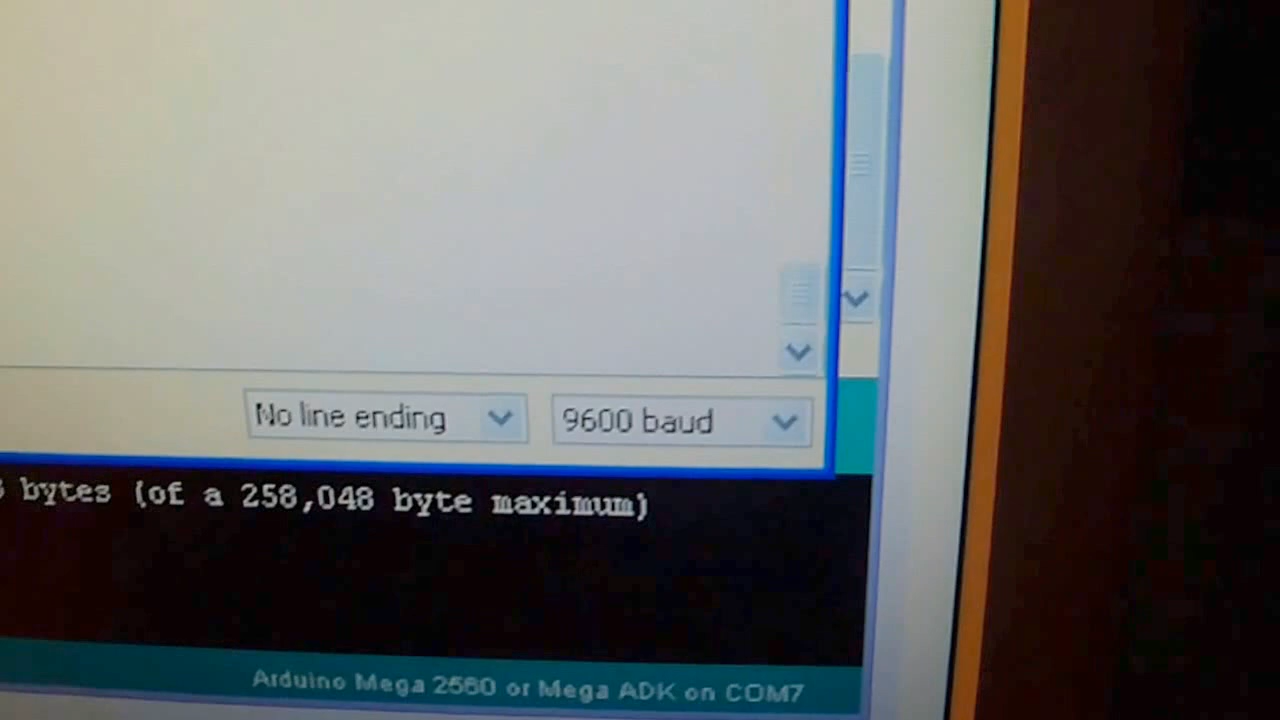 No line ending
9600 baud
bytes (of a 258,048 byte maximum)
Arduino Mega 2560 or Mega ADK on COM7